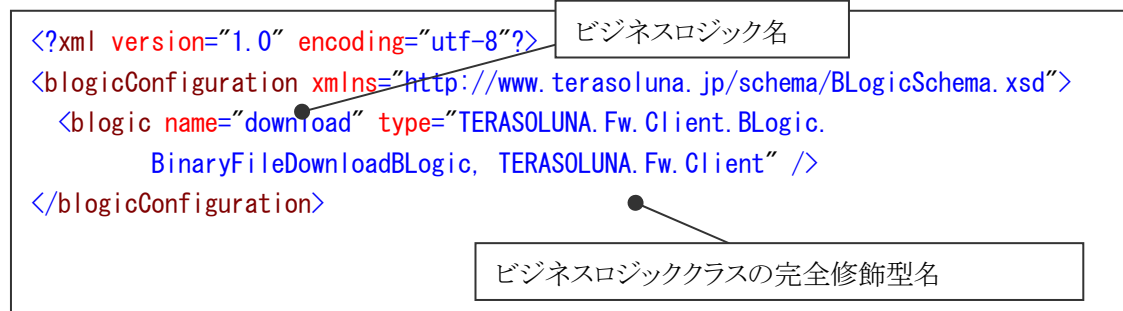 <?xml version="1.0" encoding="utf-8"?>
ビジネスロジック名
<blogicConfiguration xmlns="http://www.terasoluna.jp/schema/BLogicSchema.xsd">
<blogic name="download" type="TERASOLUNA.Fw.Client.BLogic.
BinaryFileDownloadBLogic, TERASOLUNA.Fw.Client" />
</blogicConfiguration>
ビジネスロジッククラスの完全修飾型名